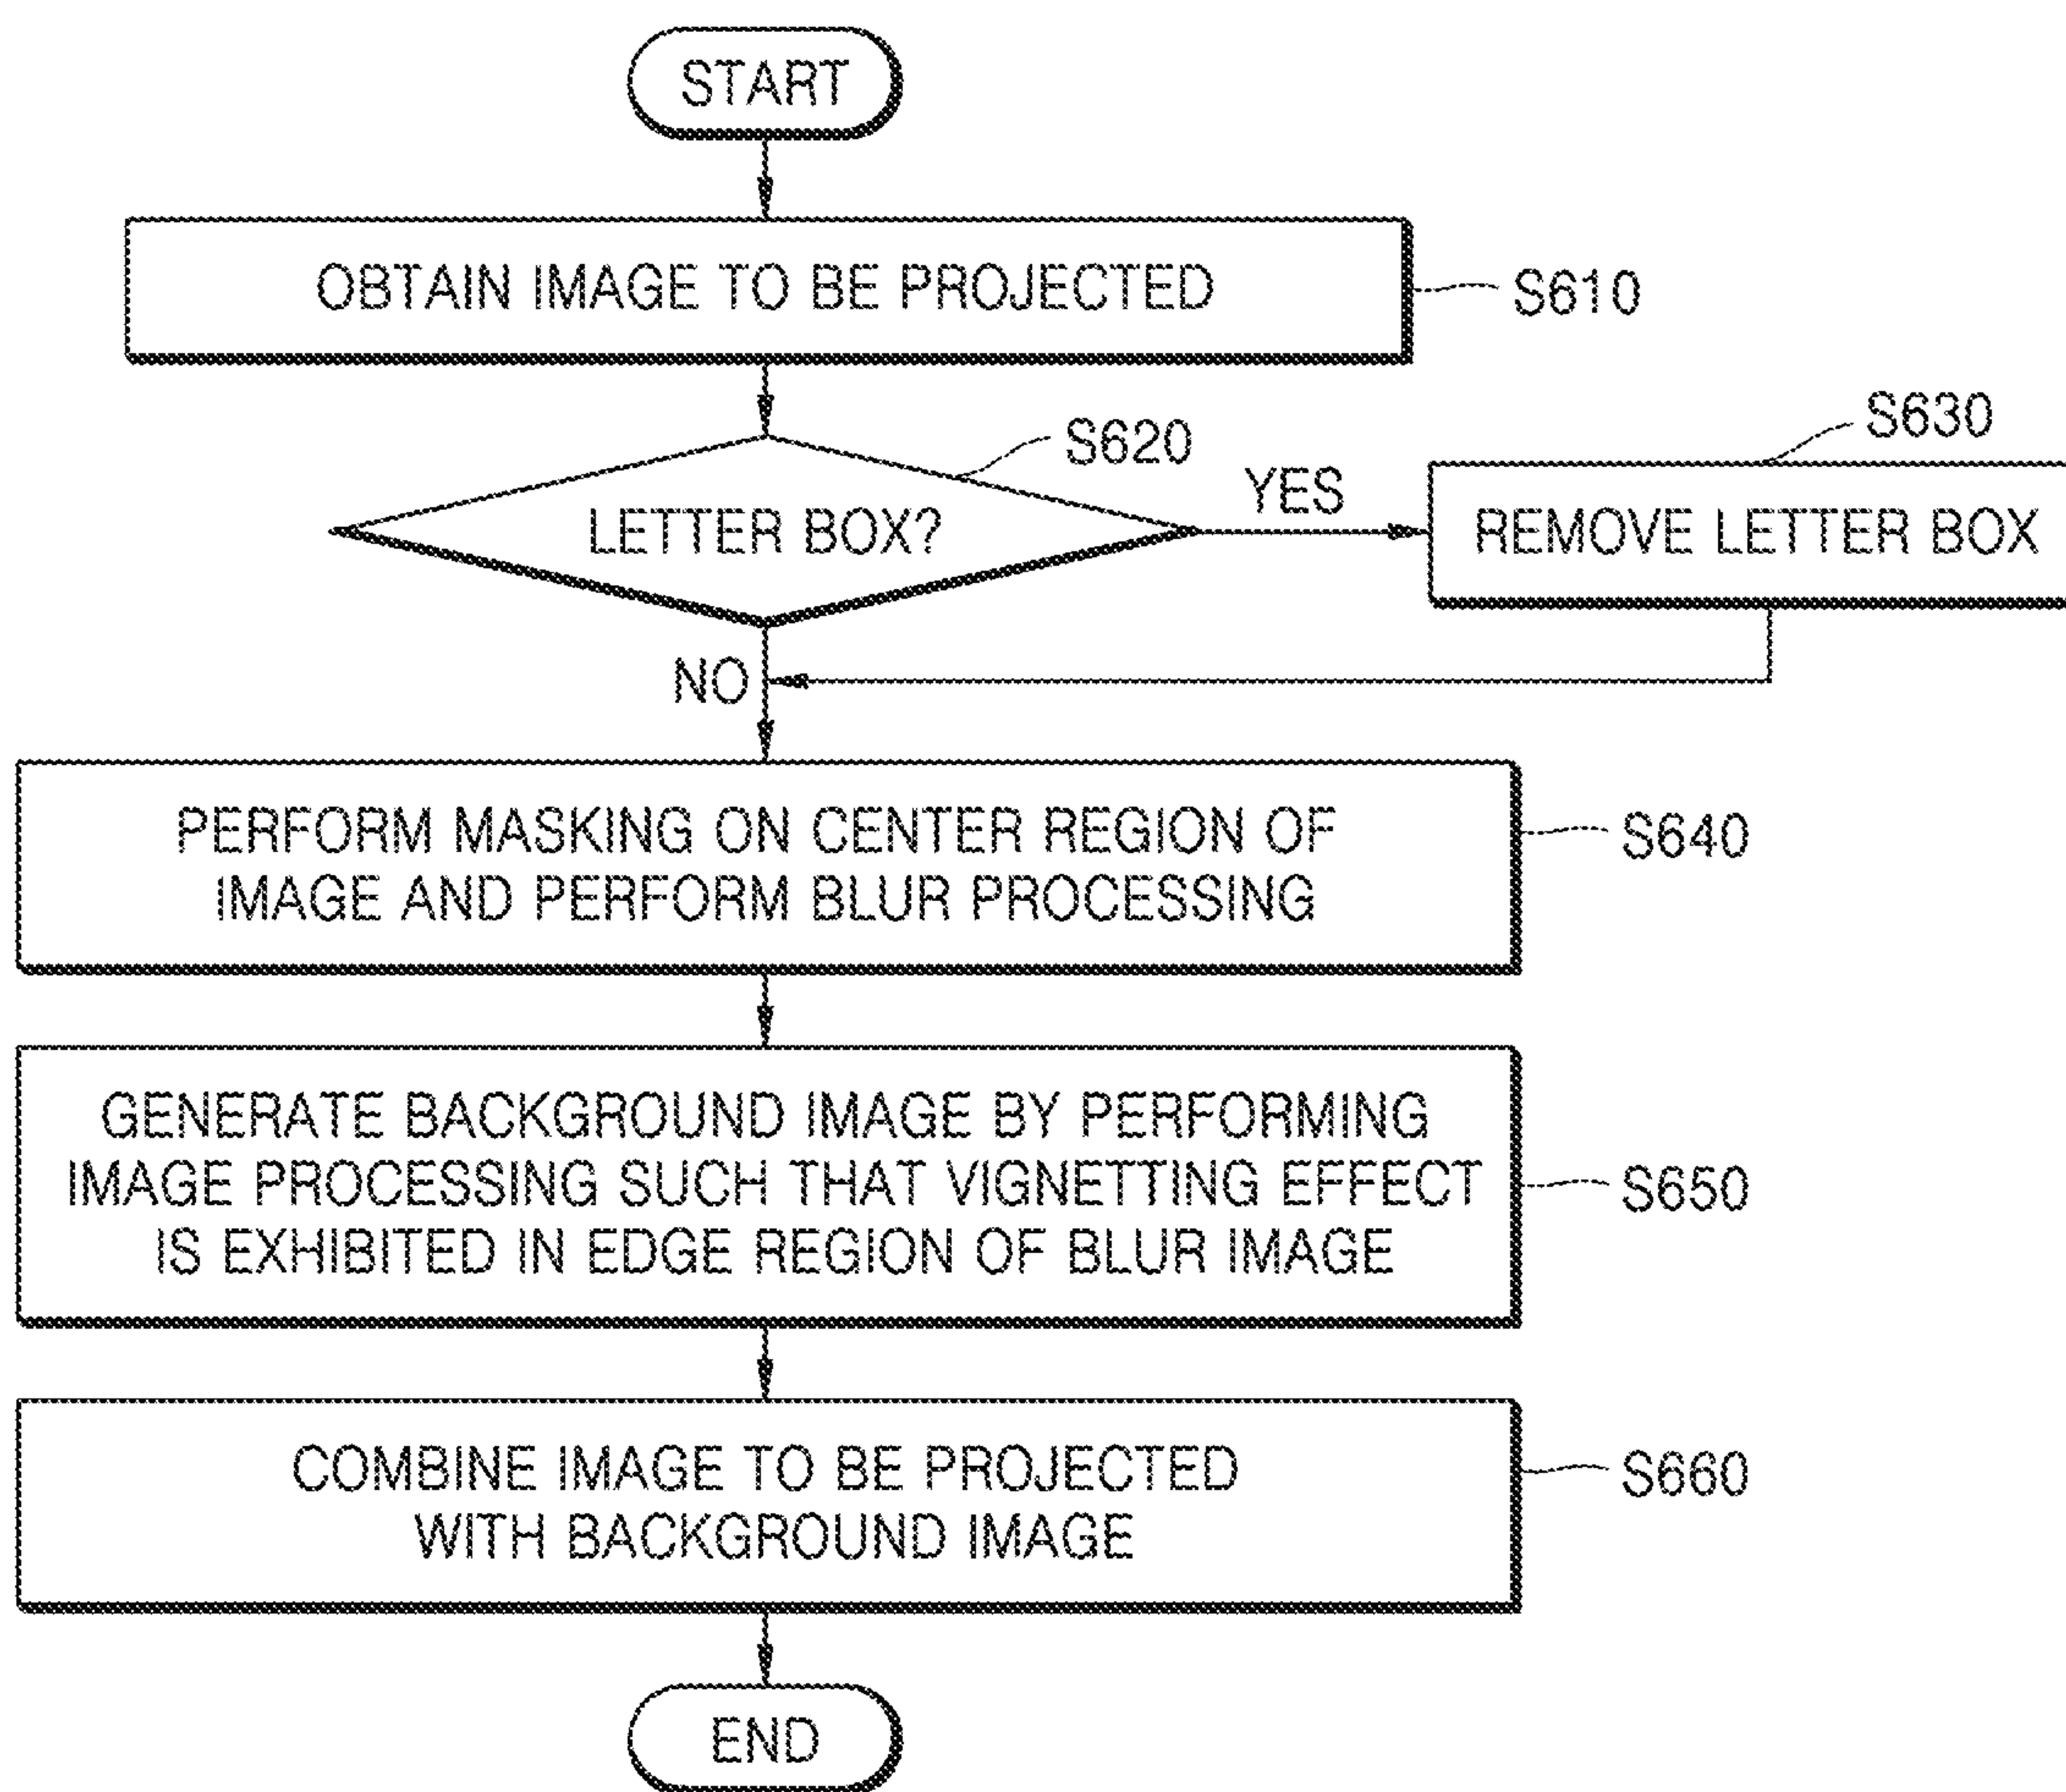 START
OBTAIN IMAGE TO BE PROJECTED
S610
S620
S630
LETTER BOX?
YES
REMOVE LETTER BOX
NO
PERFORM MASKING ON CENTER REGION OF
IMAGE AND PERFORM BLUR PROCESSING
S640
GENERATE BACKGROUND IMAGE BY PERFORMING
IMAGE PROCESSING SUCH THAT VIGNETTING EFFECT
IS EXHIBITED IN EDGE REGION OF BLUR IMAGE
S650
COMBINE IMAGE TO BE PROJECTED
WITH BACKGROUND IMAGE
S660
END